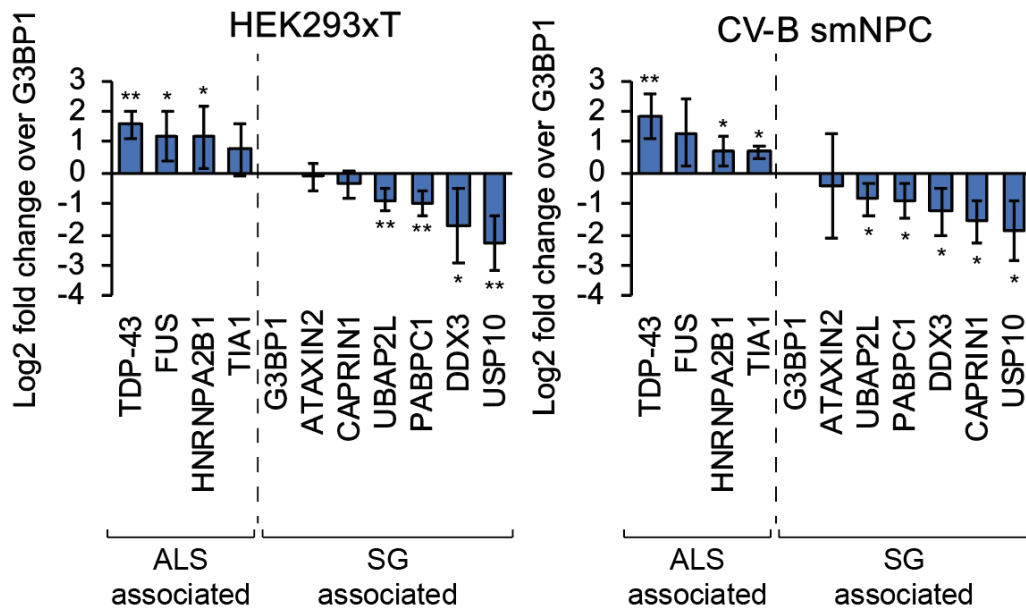 HEK293xT
Log2 fold change over G3BP1
3
2
1
0
-1
-2
-3
-4
**
*
*
**
**
*
**
TDP-43
FUS
HNRNPA2B1
TIA1
G3BP1
ATAXIN2
CAPRIN1
UBAP2L
PABPC1
DDX3
USP10
ALS
associated
SG
associated
CV-B smNPC
Log2 fold change over G3BP1
3
2
1
0
-1
-2
-3
-4
**
*
*
*
*
*
*
*
TDP-43
FUS
HNRNPA2B1
TIA1
G3BP1
ATAXIN2
UBAP2L
PABPC1
DDX3
CAPRIN1
USP10
ALS
associated
SG
associated